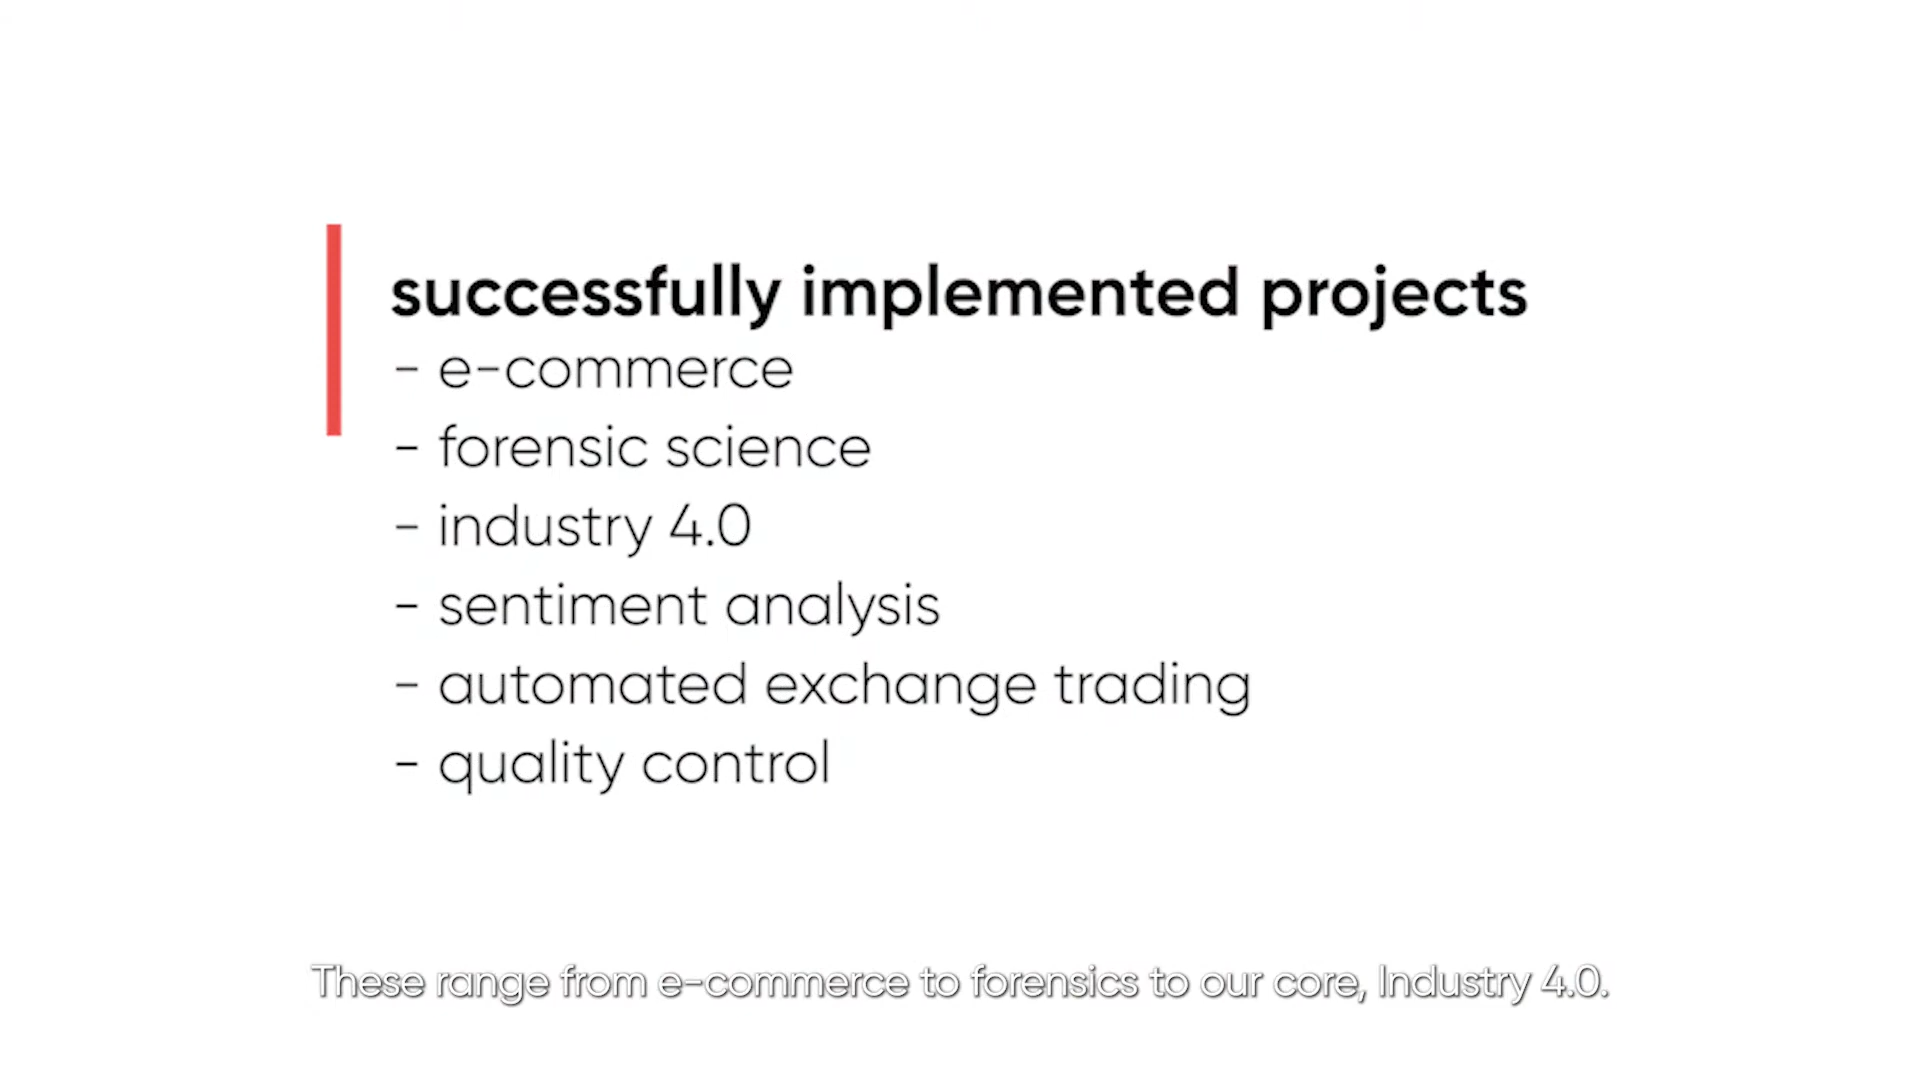 successfully implemented projects
- e-commerce
- forensic science
- industry 4.0
- sentiment analysis
- automated exchange trading
- quality control
These range from e-commerce to forensics to our core, Industry 4.0.